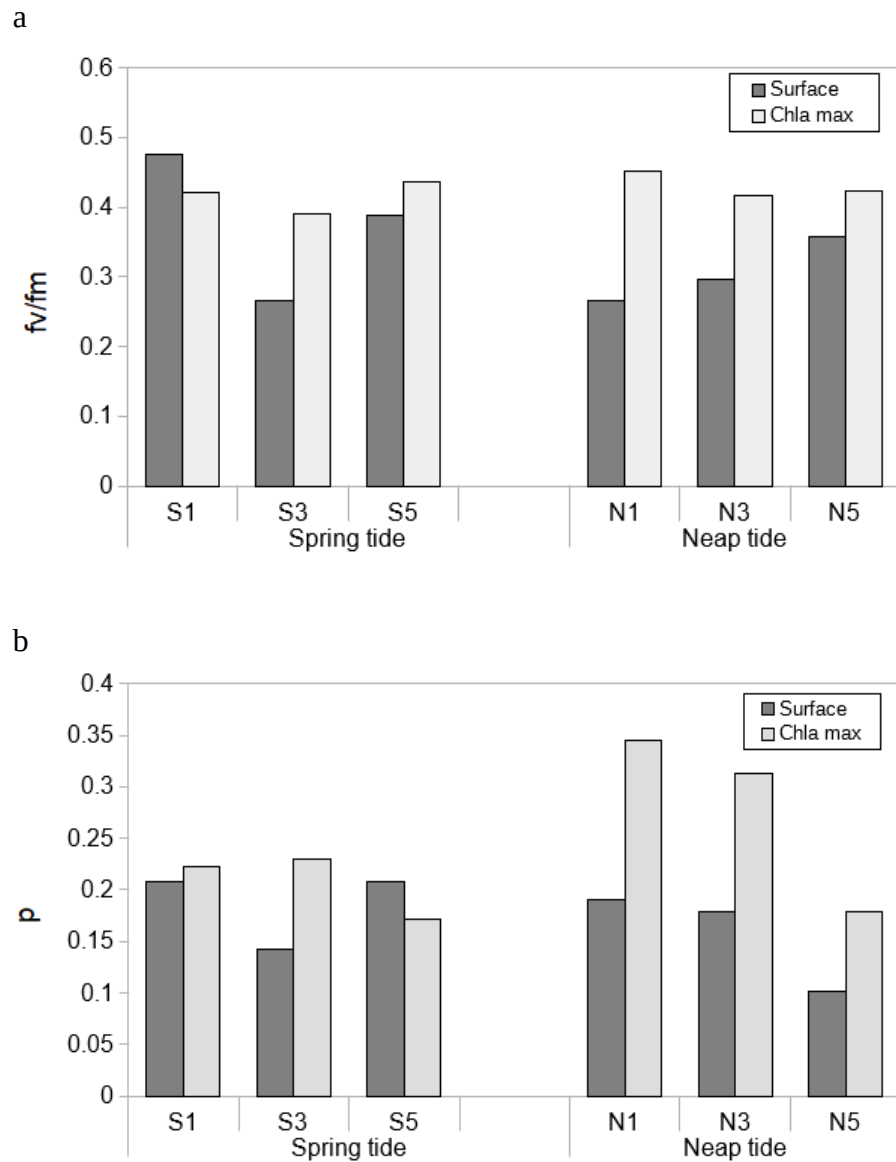 a
0.6
Surface
Chla max
0.5
0.4
0.3
fv/fm
0.2
0.1
0
S1 S3 S5 N1 N3 N5
Spring tide Neap tide
b
0.4
Surface
Chla max
0.35
0.3
0.25
0.2
p
0.15
0.1
0.05
0
S1 S3 S5 N1 N3 N5
Spring tide Neap tide